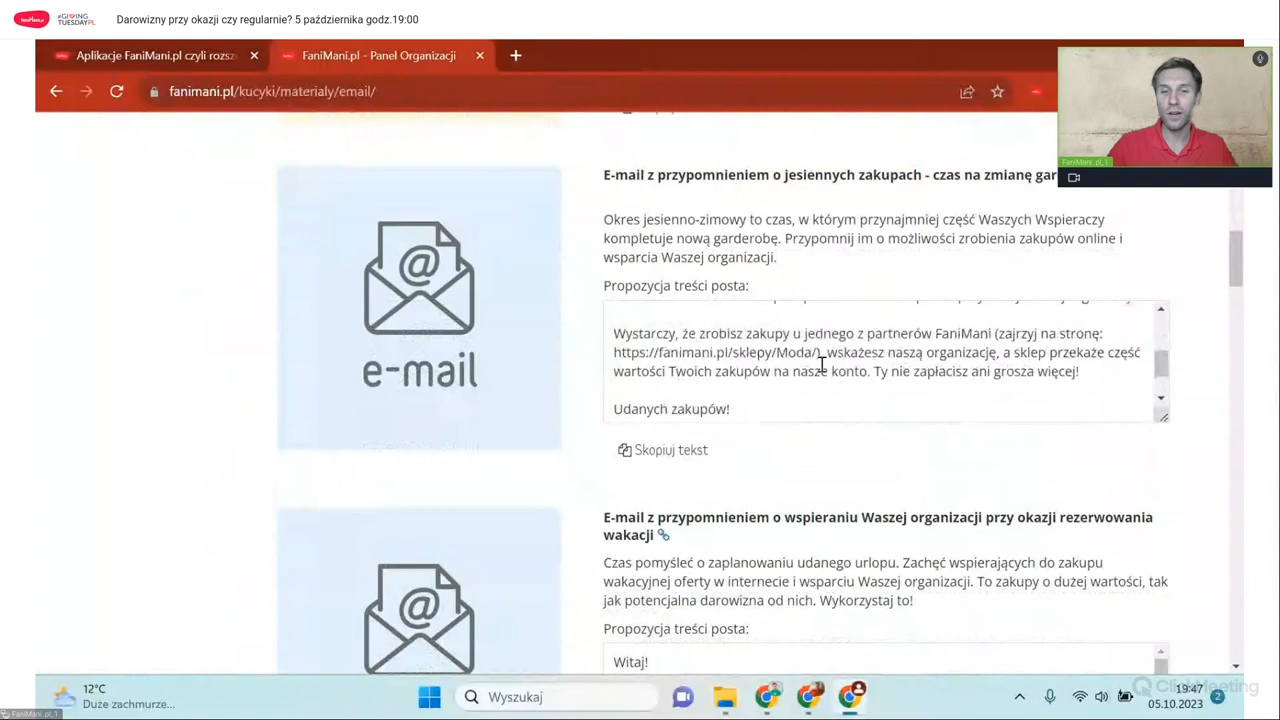 FaniMani.pl
#GIVING
TUESDAYPL
Darowizny przy okazji czy regularnie? 5 października godz.19:00
Aplikacje FaniMani.pl czyli rozsz
FaniMani.pl - Panel Organizacji
fanimani.pl/kucyki/materialy/email/
FaniMani_pl_1
E-mail z przypomnieniem o jesiennych zakupach - czas na zmianę gar
Okres jesienno-zimowy to czas, w którym przynajmniej część Waszych Wspieraczy
kompletuje nową garderobę. Przypomnij im o możliwości zrobienia zakupów online i
wsparcia Waszej organizacji.
Propozycja treści posta:
Wystarczy, że zrobisz zakupy u jednego z partnerów FaniMani (zajrzyj na stronę:
https://fanimani.pl/sklepy/Moda/), wskażesz naszą organizację, a sklep przekaże część
wartości Twoich zakupów na nasze konto. Ty nie zapłacisz ani grosza więcej!
Udanych zakupów!
e-mail
Skopiuj tekst
E-mail z przypomnieniem o wspieraniu Waszej organizacji przy okazji rezerwowania
wakacji
Czas pomyśleć o zaplanowaniu udanego urlopu. Zachęć wspierających do zakupu
wakacyjnej oferty w internecie i wsparciu Waszej organizacji. To zakupy o dużej wartości, tak
jak potencjalna darowizna od nich. Wykorzystaj to!
Propozycja treści posta:
Witaj!
12°C
Duże zachmurze...
Wyszukaj
ClickMeeting
19:47
05.10.2023
2
FaniMani_pl_1